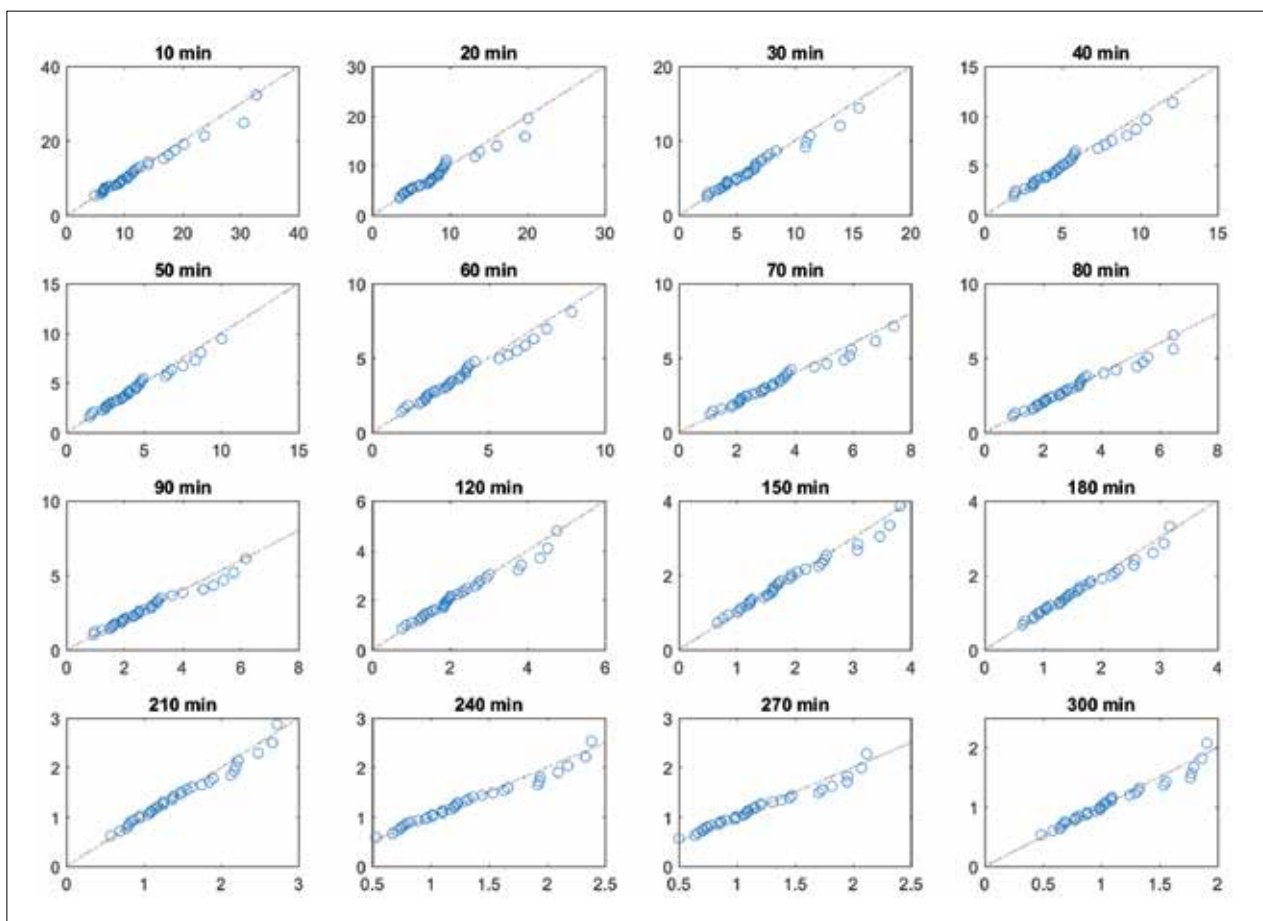 10 min 20 min 30 min 40 min
40 30 20 15
30 15
20 20 10 10
10 5 5
0 0 0 0
0 10 20 30 40 0 10 20 30 0 5 10 15 20 0 5 10 15
50 min 60 min 70 min 80 min
15 10 10 10
10
5 5 5 5
0 0 0 0
0 5 10 15 0 5 10 0 2 4 6 8 0 2 4 6 8
90 min 120 min 150 min 180 min
10 6 4 4
4
5 2 2 2
0 0 0 0
0 2 4 6 8 0 2 4 6 0 1 2 3 4 0 1 2 3 4
210 min 240 min 270 min 300 min
3 3 3
2 2 2 2
1 1 1 1
0 0 0 0
0 1 2 3 0.5 1 1.5 2 2.5 0.5 1 1.5 2 2.5 0 0.5 1 1.5 2